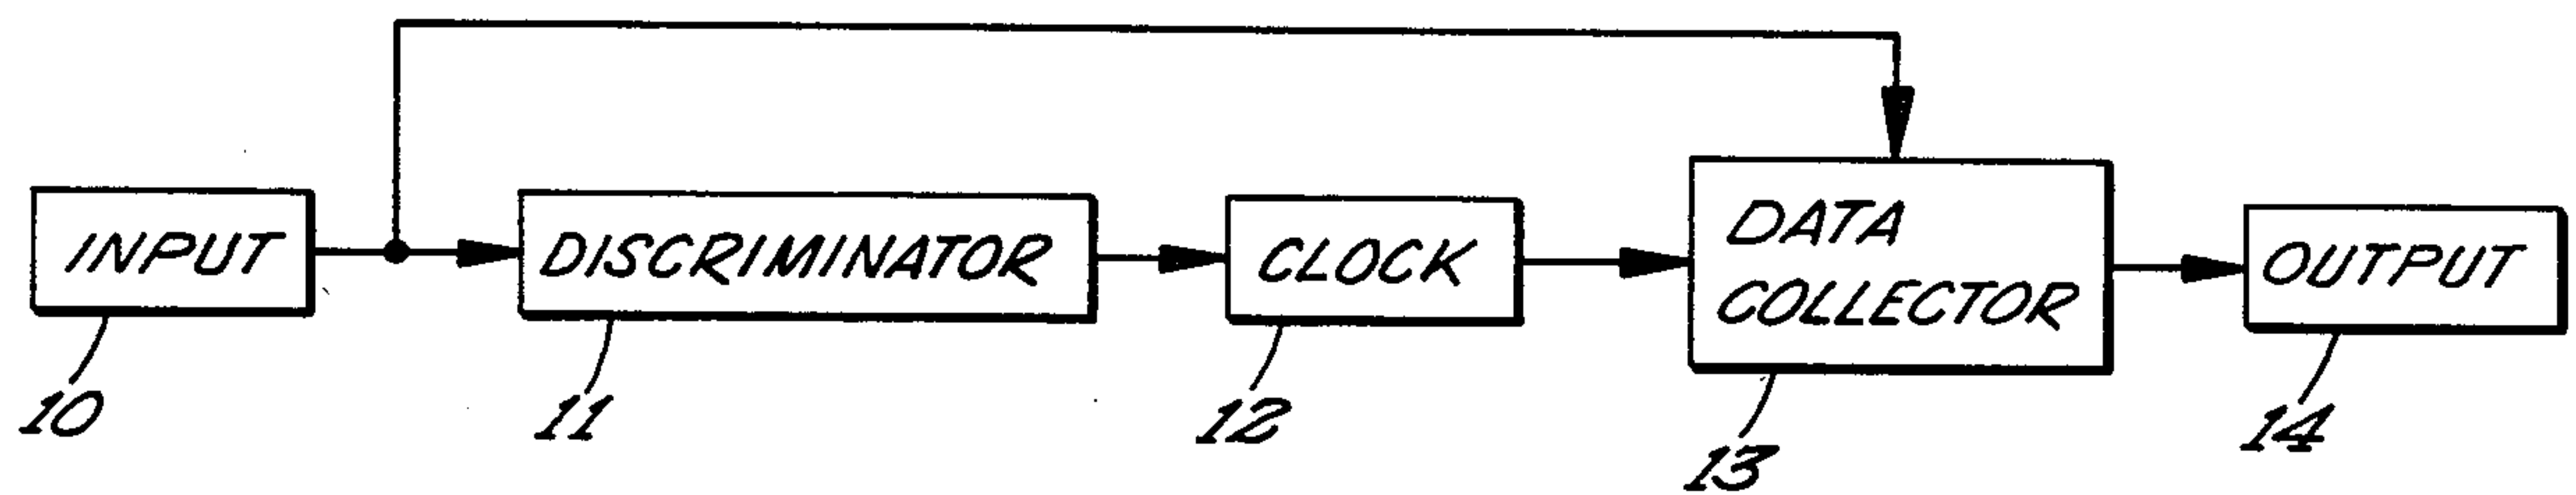 INPUT
DISCRIMINATOR
CLOCK
DATA
COLLECTOR
OUTPUT
10
11
12
13
14